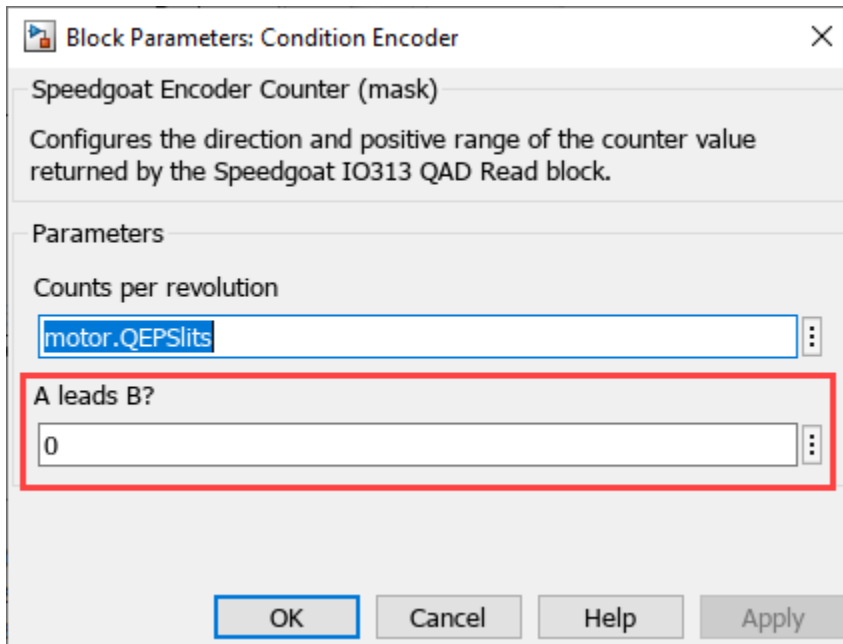 Block Parameters: Condition Encoder
Speedgoat Encoder Counter (mask)
Configures the direction and positive range of the counter value
returned by the Speedgoat IO313 QAD Read block.
Parameters
Counts per revolution
motor.QEPSlits
A leads B?
0
OK Cancel Help Apply